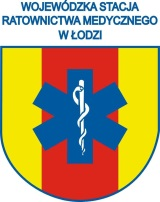 WOJEWÓDZKA STACJA
RATOWNICTWA MEDYCZNEGO
W ŁODZI